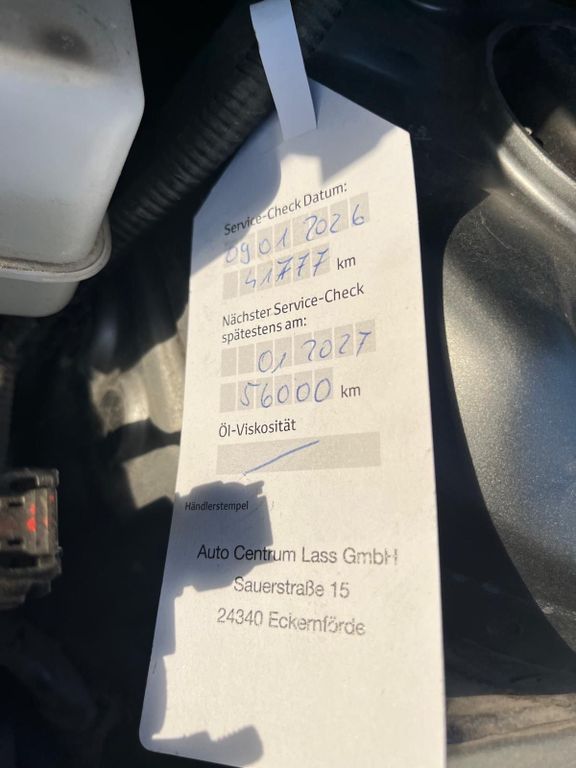 Service-Check Datum:
09 01 2026
41777 km
Nächster Service-Check
spätestens am:
01 2027
56000 km
Öl-Viskosität
Händlerstempel
Auto Centrum Lass GmbH
Sauerstraße 15
24340 Eckernförde